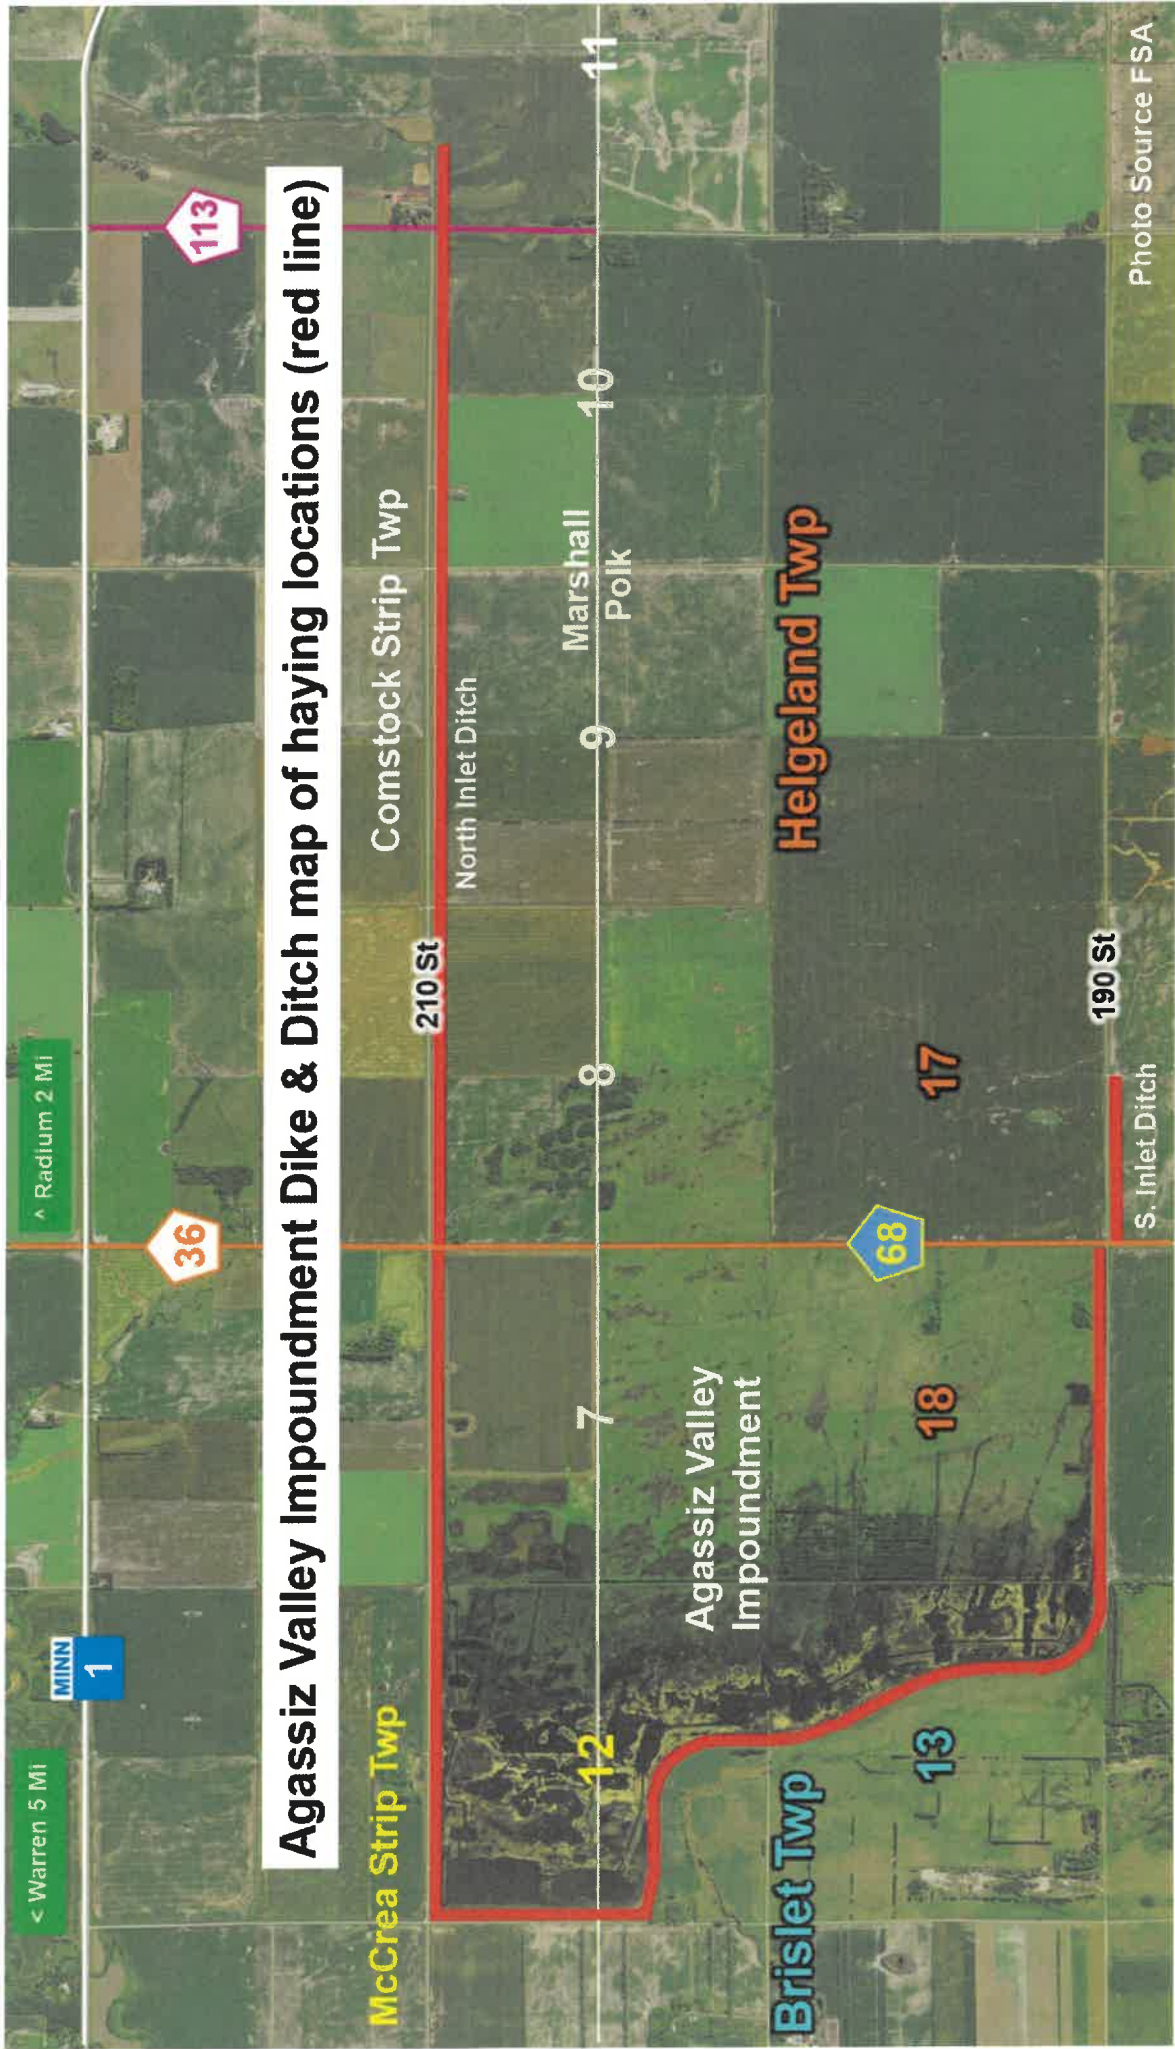 < Warren 5 Mi
MINN
1
^ Radium 2 Mi
36
113
Agassiz Valley Impoundment Dike & Ditch map of haying locations (red line)
McCrea Strip Twp
Comstock Strip Twp
210 St
North Inlet Ditch
Marshall
12
7
8
9
10
11
Polk
Agassiz Valley
Impoundment
Brislet Twp
Helgeland Twp
68
13
18
17
190 St
S. Inlet Ditch
Photo Source FSA